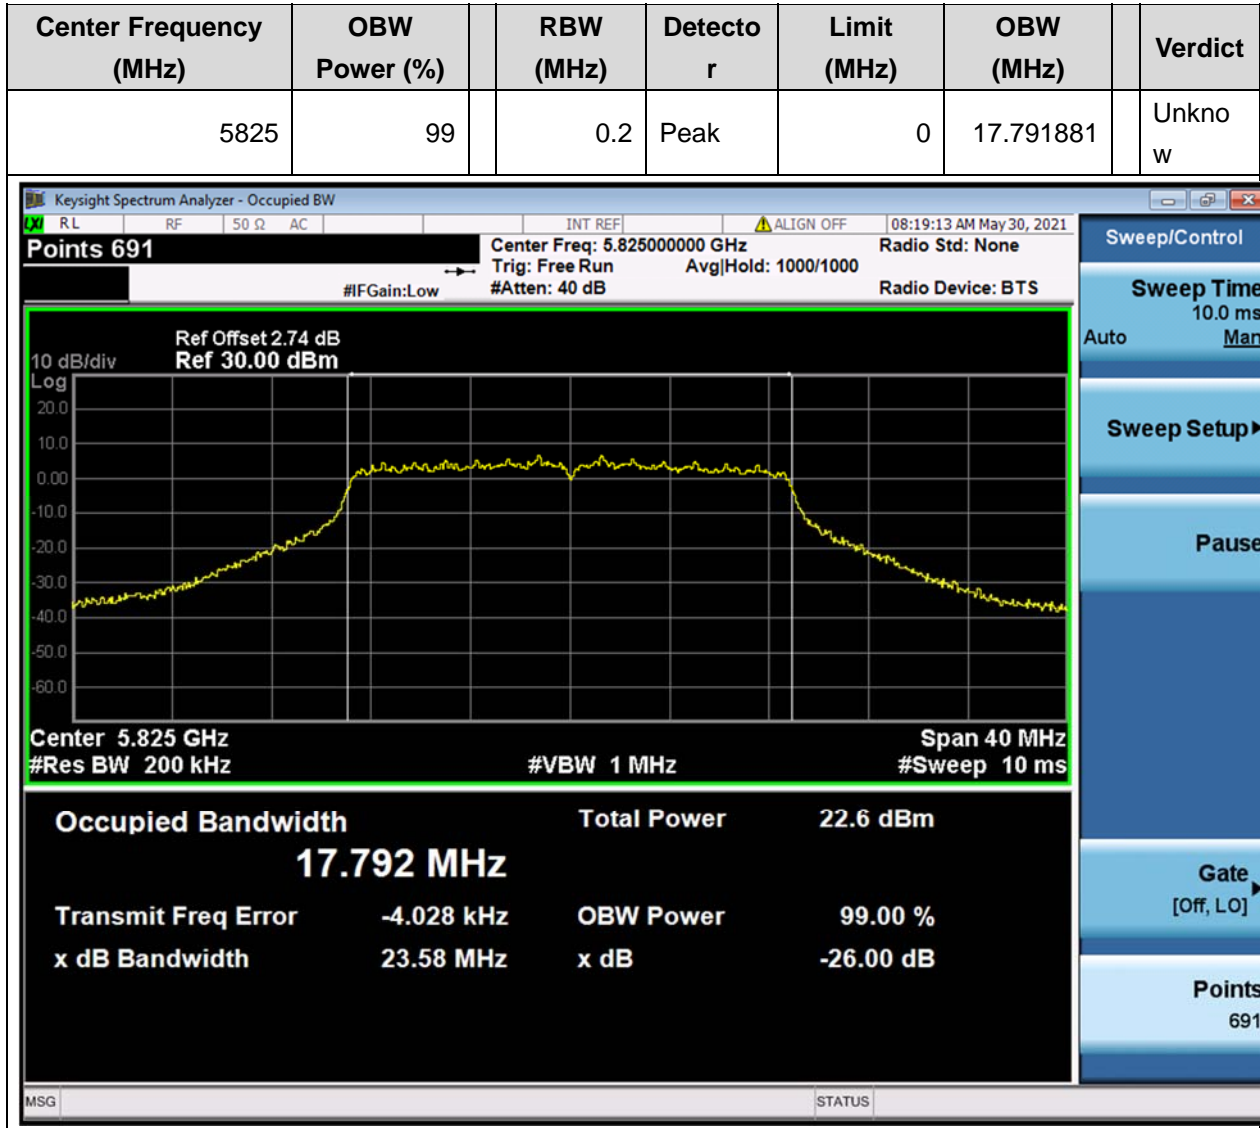 Center Frequency (MHz) OBW Power (%) RBW (MHz) Detecto r Limit (MHz) OBW (MHz) Verdict
5825 99 0.2 Peak 0 17.791881 Unkno w
Keysight Spectrum Analyzer - Occupied BW
LXI RL RF 50 Ω AC INT REF ALIGN OFF 08:19:13 AM May 30, 2021
Points 691
Center Freq: 5.825000000 GHz Radio Std: None
Trig: Free Run Avg|Hold: 1000/1000
#IFGain:Low #Atten: 40 dB Radio Device: BTS
Ref Offset 2.74 dB
10 dB/div Ref 30.00 dBm
Log
20.0
10.0
0.00
-10.0
-20.0
-30.0
-40.0
-50.0
-60.0
Center 5.825 GHz Span 40 MHz
#Res BW 200 kHz #VBW 1 MHz #Sweep 10 ms
Occupied Bandwidth Total Power 22.6 dBm
17.792 MHz
Transmit Freq Error -4.028 kHz OBW Power 99.00 %
x dB Bandwidth 23.58 MHz x dB -26.00 dB
MSG STATUS
Sweep/Control
Sweep Time
10.0 ms
Auto Man
Sweep Setup
Pause
Gate
[Off, LO]
Points
691